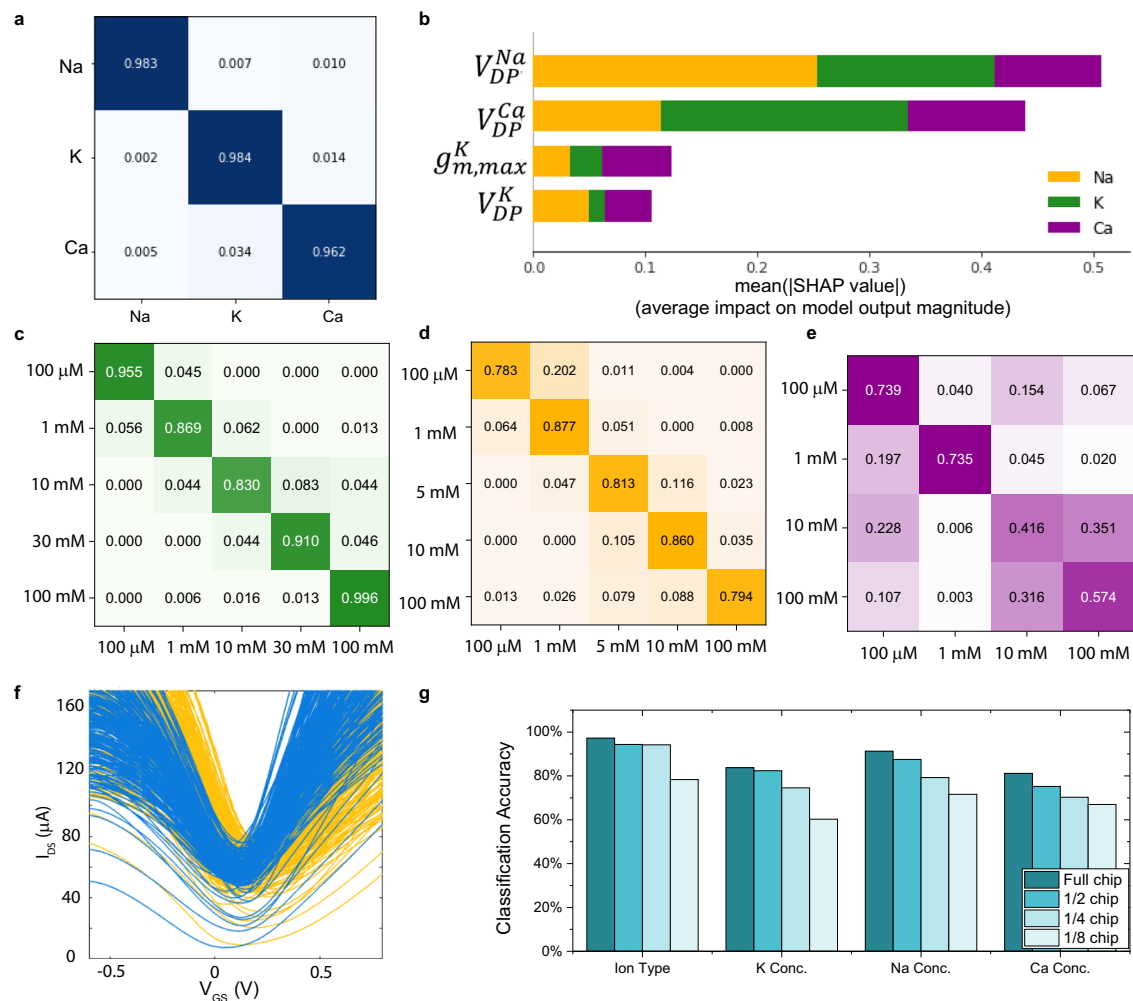 a
Na 0.983 0.007 0.010
K 0.002 0.984 0.014
Ca 0.005 0.034 0.962
Na K Ca
b
V_DP^Na
V_DP^Ca
g_m,max^K
V_DP^K
Na
K
Ca
0.0 0.1 0.2 0.3 0.4 0.5
mean(|SHAP value|)
(average impact on model output magnitude)
c
100 μM 0.955 0.045 0.000 0.000 0.000
1 mM 0.056 0.869 0.062 0.000 0.013
10 mM 0.000 0.044 0.830 0.083 0.044
30 mM 0.000 0.000 0.044 0.910 0.046
100 mM 0.000 0.006 0.016 0.013 0.996
100 μM 1 mM 10 mM 30 mM 100 mM
d
100 μM 0.783 0.202 0.011 0.004 0.000
1 mM 0.064 0.877 0.051 0.000 0.008
5 mM 0.000 0.047 0.813 0.116 0.023
10 mM 0.000 0.000 0.105 0.860 0.035
100 mM 0.013 0.026 0.079 0.088 0.794
100 μM 1 mM 5 mM 10 mM 100 mM
e
100 μM 0.739 0.040 0.154 0.067
1 mM 0.197 0.735 0.045 0.020
10 mM 0.228 0.006 0.416 0.351
100 mM 0.107 0.003 0.316 0.574
100 μM 1 mM 10 mM 100 mM
f
160
120
80
40
0
I_DS (μA)
-0.5 0 0.5
V_GS (V)
g
Classification Accuracy
100%
80%
60%
40%
20%
0%
Full chip
1/2 chip
1/4 chip
1/8 chip
Ion Type K Conc. Na Conc. Ca Conc.